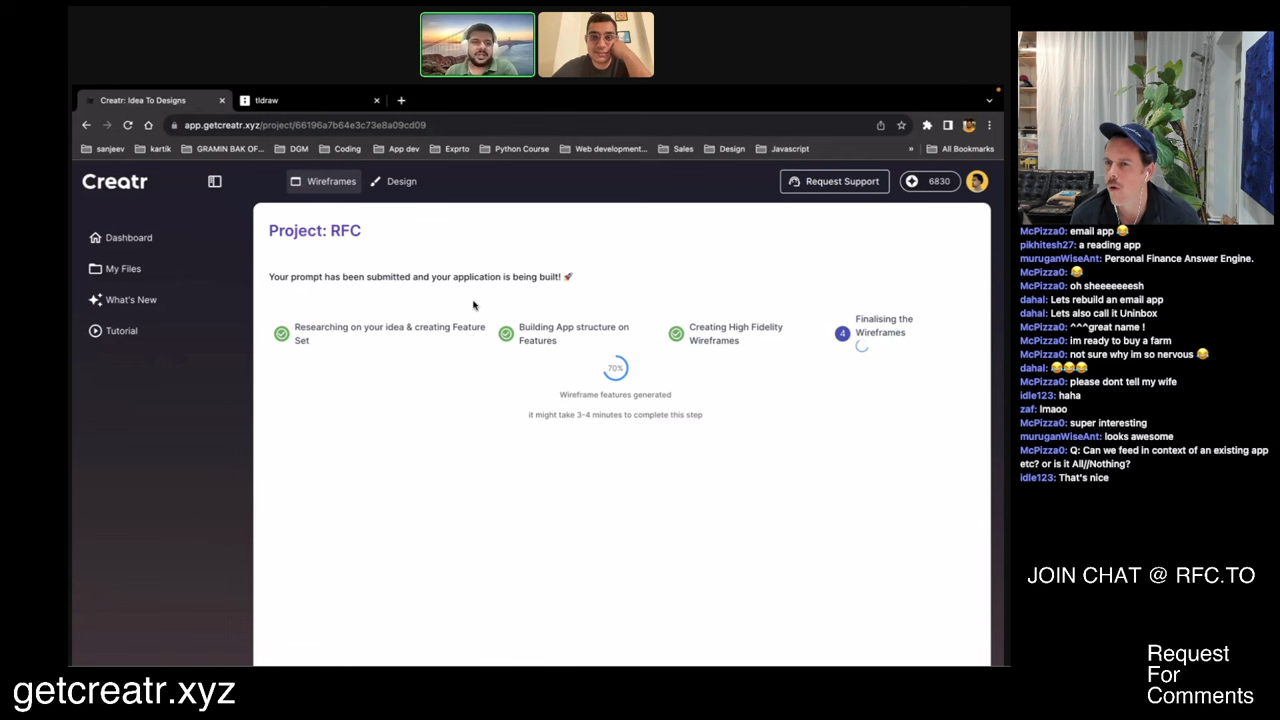 Creatr: Idea To Designs
tldraw
app.getcreatr.xyz/project/66196a7b64e3c73e8a09cd09
sanjeev
kartik
GRAMIN BAK OF...
DGM
Coding
App dev
Exprto
Python Course
Web development...
Sales
Design
Javascript
»
All Bookmarks
Creatr
Wireframes
Design
Request Support
6830
Dashboard
My Files
What's New
Tutorial
Project: RFC
Your prompt has been submitted and your application is being built! 🚀
Researching on your idea & creating Feature
Set
Building App structure on
Features
Creating High Fidelity
Wireframes
4
Finalising the
Wireframes
70%
Wireframe features generated
it might take 3-4 minutes to complete this step
McPizza0: email app 😂
pikhitesh27: a reading app
muruganWiseAnt: Personal Finance Answer Engine.
McPizza0: 😂
McPizza0: oh sheeeeeeesh
dahal: Lets rebuild an email app
dahal: Lets also call it Uninbox
McPizza0: ^^^great name !
McPizza0: im ready to buy a farm
McPizza0: not sure why im so nervous 😂
dahal: 😂😂😂
McPizza0: please dont tell my wife
idle123: haha
zaf: lmaoo
McPizza0: super interesting
muruganWiseAnt: looks awesome
McPizza0: Q: Can we feed in context of an existing app
etc? or is it All//Nothing?
idle123: That's nice
JOIN CHAT @ RFC.TO
Request
For
Comments
getcreatr.xyz